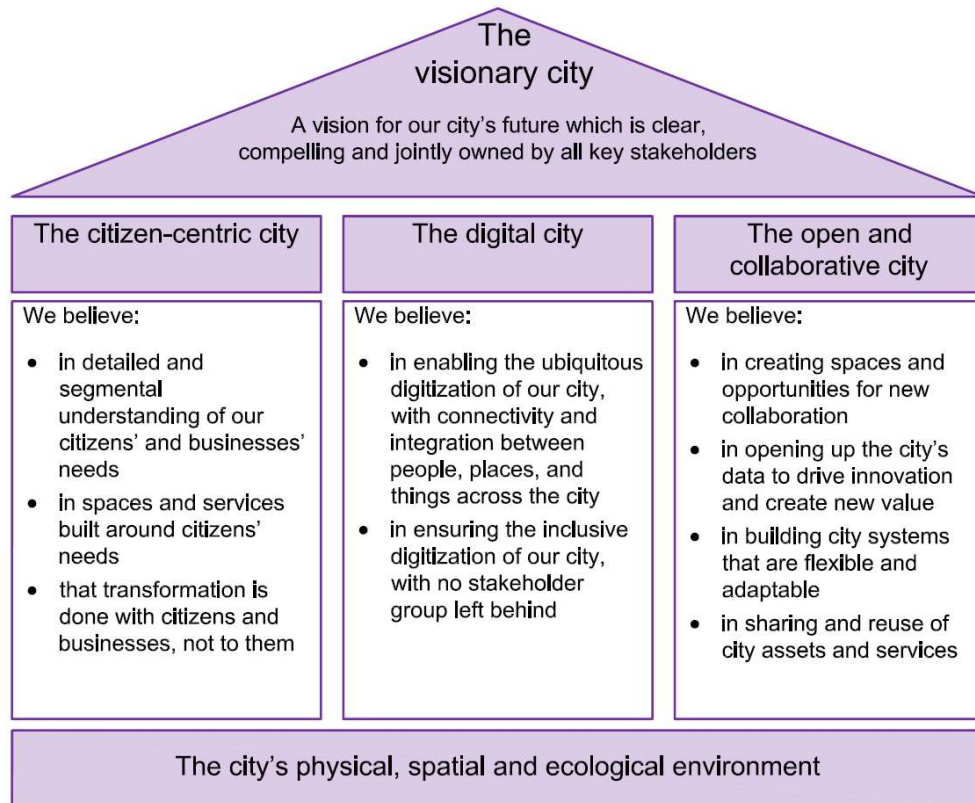 The
visionary city
A vision for our city's future which is clear,
compelling and jointly owned by all key stakeholders
The citizen-centric city
We believe:
• in detailed and
segmental
understanding of our
citizens' and businesses'
needs
• in spaces and services
built around citizens'
needs
• that transformation is
done with citizens and
businesses, not to them
The digital city
We believe:
• in enabling the ubiquitous
digitization of our city,
with connectivity and
integration between
people, places, and
things across the city
• in ensuring the inclusive
digitization of our city,
with no stakeholder
group left behind
The open and
collaborative city
We believe:
• in creating spaces and
opportunities for new
collaboration
• in opening up the city's
data to drive innovation
and create new value
• in building city systems
that are flexible and
adaptable
• in sharing and reuse of
city assets and services
The city's physical, spatial and ecological environment